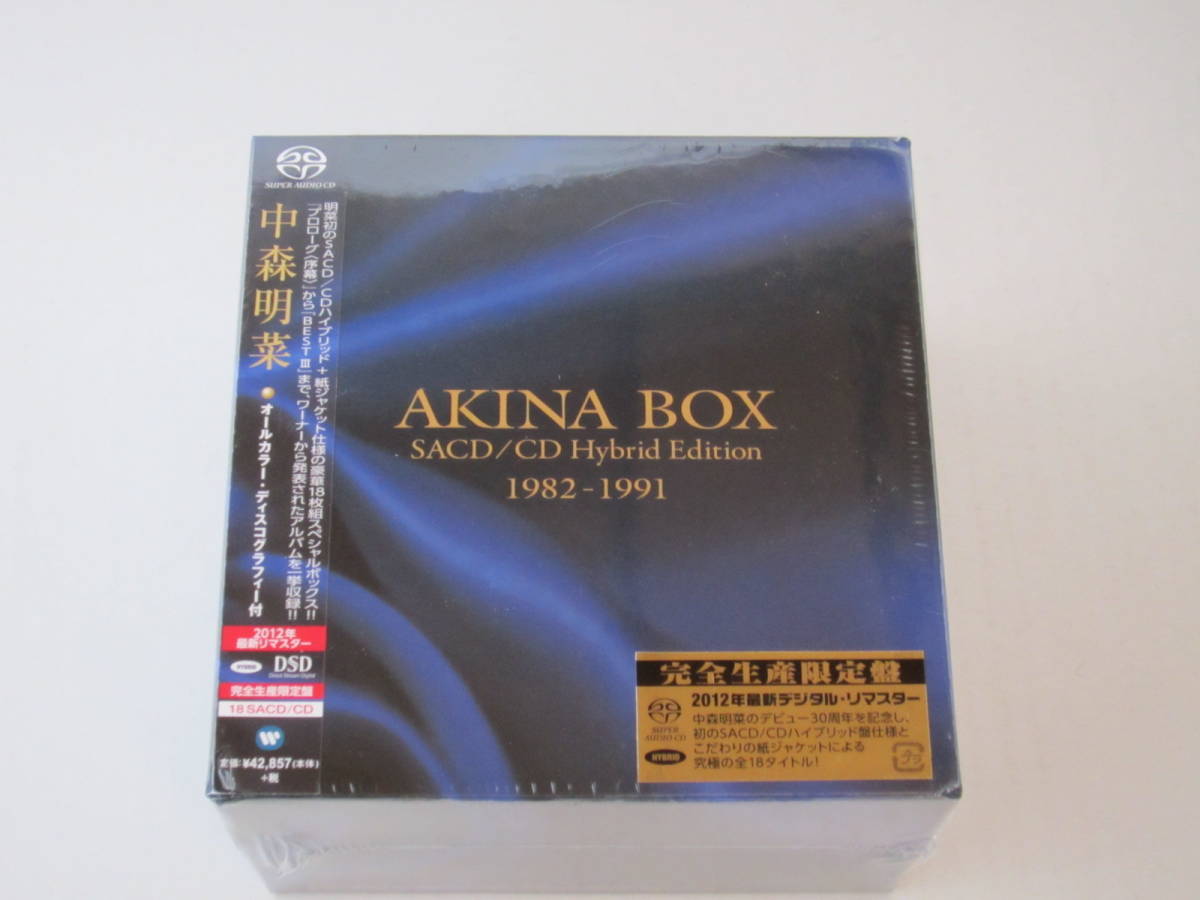 SUPER AUDIO CD
中森明菜
●オールカラー・ディスコグラフィー付
明菜初のSACD/CDハイブリッド+紙ジャケット仕様の豪華18枚組スペシャルボックス!!
『プロローグ〈序幕〉』から『BEST Ⅲ』まで、ワーナーから発表されたアルバムを一挙収録!!
2012年
最新リマスター
HYBRID
DSD
Direct Stream Digital
完全生産限定盤
18 SACD/CD
定価:¥42,857(本体)
+税
AKINA BOX
SACD/CD Hybrid Edition
1982-1991
完全生産限定盤
2012年最新デジタル・リマスター
SUPER AUDIO CD
HYBRID
中森明菜のデビュー30周年を記念し、
初のSACD/CDハイブリッド盤仕様と
こだわりの紙ジャケットによる
究極の全18タイトル!
プラ